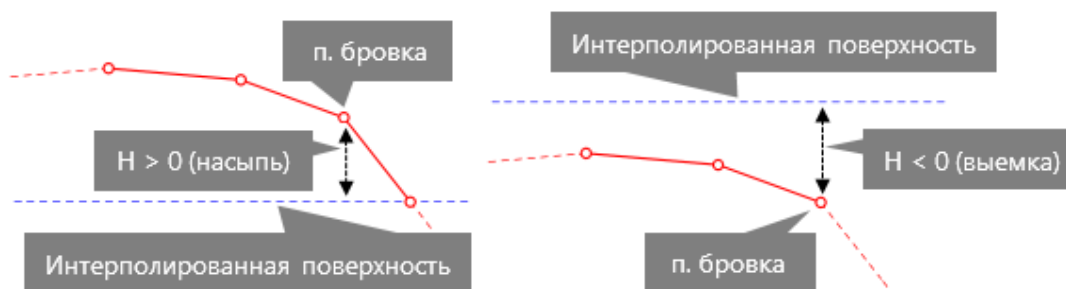 п. бровка
H > 0 (насыпь)
Интерполированная поверхность
Интерполированная поверхность
H < 0 (выемка)
п. бровка